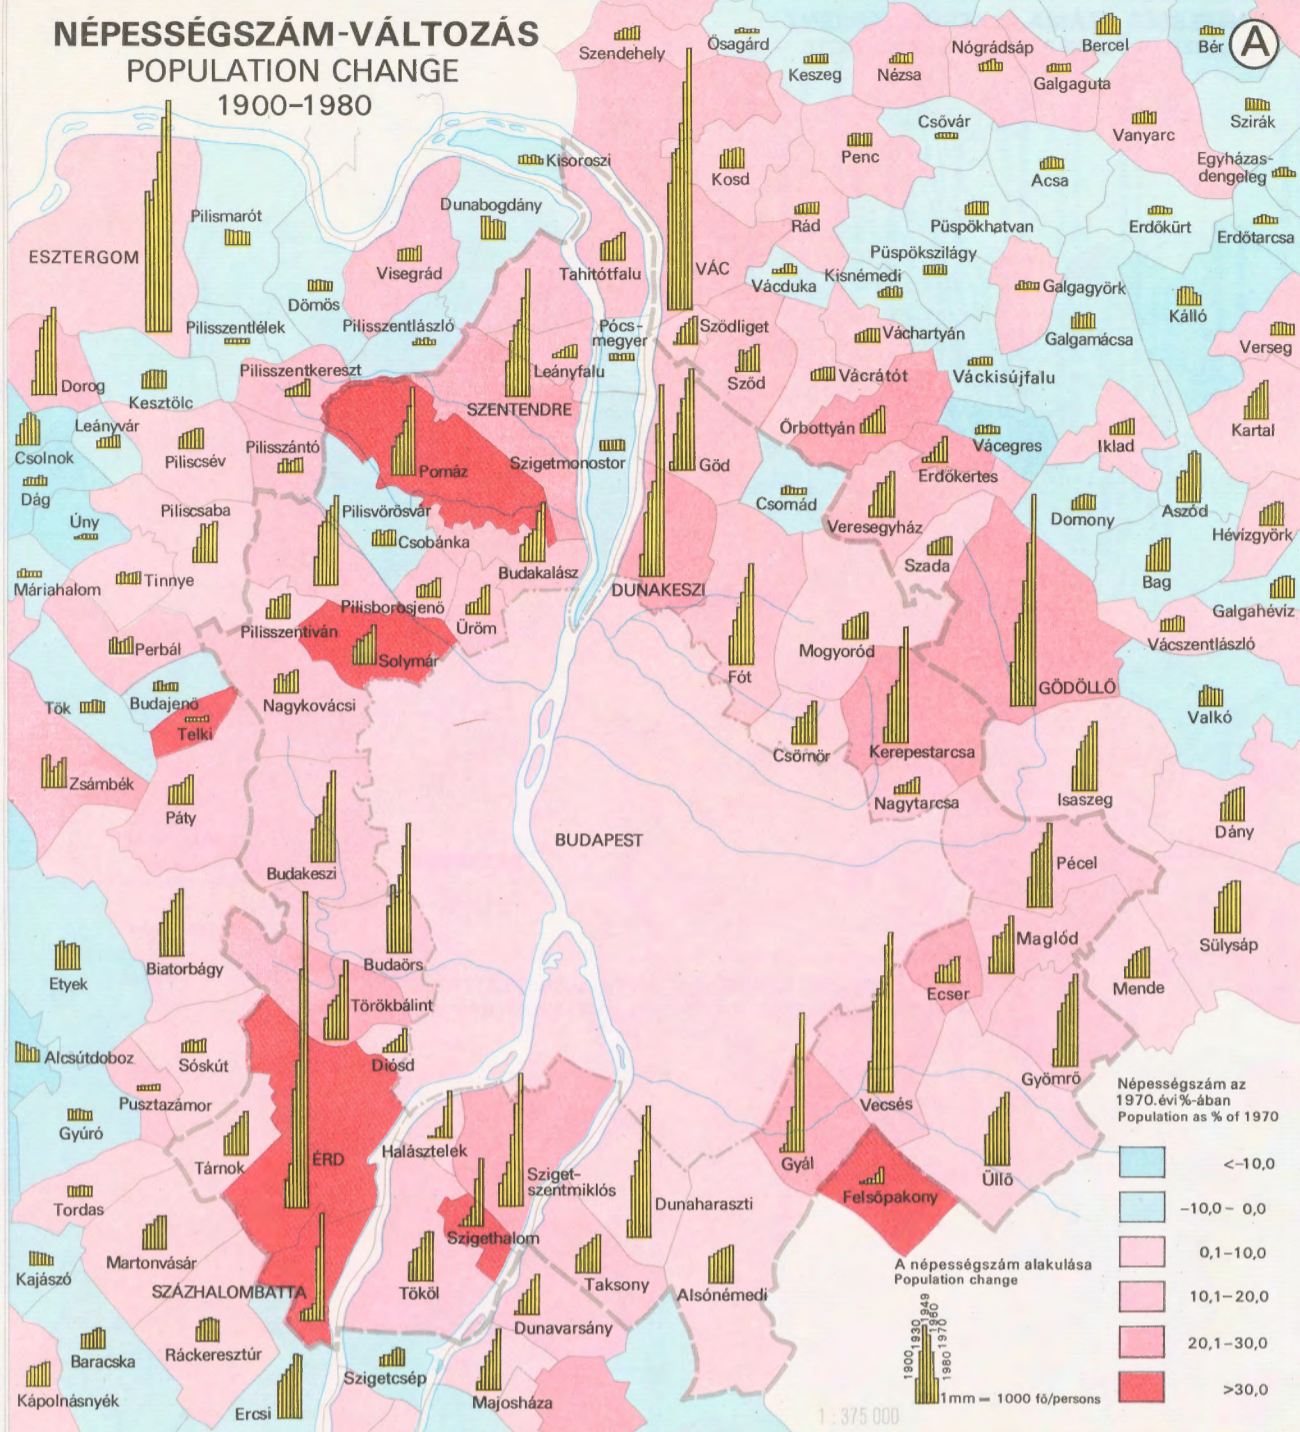 NÉPESSÉGSZÁM-VÁLTOZÁS
POPULATION CHANGE
1900–1980
A
Szendehely
Ősagárd
Keszeg
Nézsa
Nógrádsáp
Galgaguta
Bercel
Bér
Szirák
Vanyarc
Csővár
Penc
Kosd
Kisoroszi
Acsa
Egyházas-
dengeleg
Pilismarót
Dunabogdány
Rád
Püspökhatvan
Erdőkürt
Erdőtarcsa
ESZTERGOM
Visegrád
Tahitótfalu
VÁC
Vácduka
Kisnémedi
Püspökszilágy
Galgagyörk
Dömös
Kálló
Pilisszentlélek
Pilisszentlászló
Pócs-
megyer
Sződliget
Váchartyán
Galgamácsa
Verseg
Dorog
Kesztölc
Pilisszentkereszt
Leányfalu
Sződ
Vácrátót
Váckisújfalu
SZENTENDRE
Leányvár
Csolnok
Piliscsév
Pilisszántó
Pomáz
Szigetmonostor
Göd
Őrbottyán
Vácegres
Iklad
Kartal
Erdőkertes
Dág
Piliscsaba
Pilisvörösvár
Csomád
Aszód
Úny
Csobánka
Veresegyház
Domony
Hévízgyörk
Szada
Budakalász
Bag
Máriahalom
Tinnye
DUNAKESZI
Galgahévíz
Pilisborosjenő
Üröm
Pilisszentiván
Vácszentlászló
Perbál
Solymár
Mogyoród
Fót
GÖDÖLLŐ
Tök
Budajenő
Nagykovácsi
Valkó
Telki
Csömör
Kerepestarcsa
Zsámbék
Páty
Nagytarcsa
Isaszeg
Dány
BUDAPEST
Budakeszi
Pécel
Maglód
Sülysáp
Biatorbágy
Budaörs
Etyek
Ecser
Mende
Törökbálint
Alcsútdoboz
Sóskút
Diósd
Gyömrő
Pusztazámor
Vecsés
Gyúró
Halásztelek
ÉRD
Tárnok
Gyál
Üllő
Sziget-
szentmiklós
Felsőpakony
Dunaharaszti
Tordas
Szigethalom
Martonvásár
Kajászó
SZÁZHALOMBATTA
Tököl
Taksony
Alsónémedi
Dunavarsány
Baracska
Ráckeresztúr
Szigetcsép
Kápolnásnyék
Ercsi
Majosháza
Népességszám az
1970.évi%-ában
Population as % of 1970
<–10,0
–10,0 – 0,0
0,1–10,0
10,1–20,0
20,1–30,0
>30,0
A népességszám alakulása
Population change
1900
1930
1949
1960
1970
1980
1mm = 1000 fő/persons
1 : 375 000